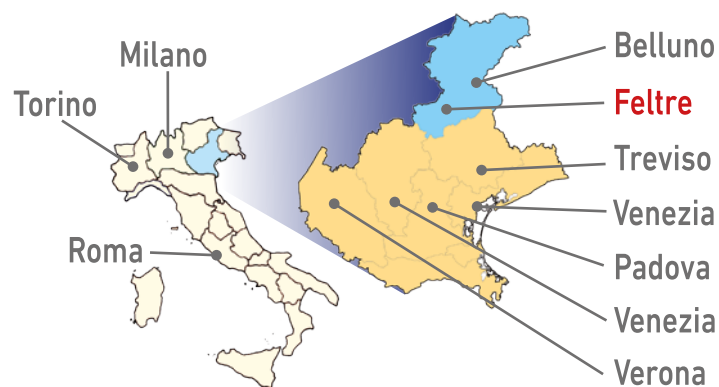 Milano
Torino
Roma
Belluno
Feltre
Treviso
Venezia
Padova
Venezia
Verona